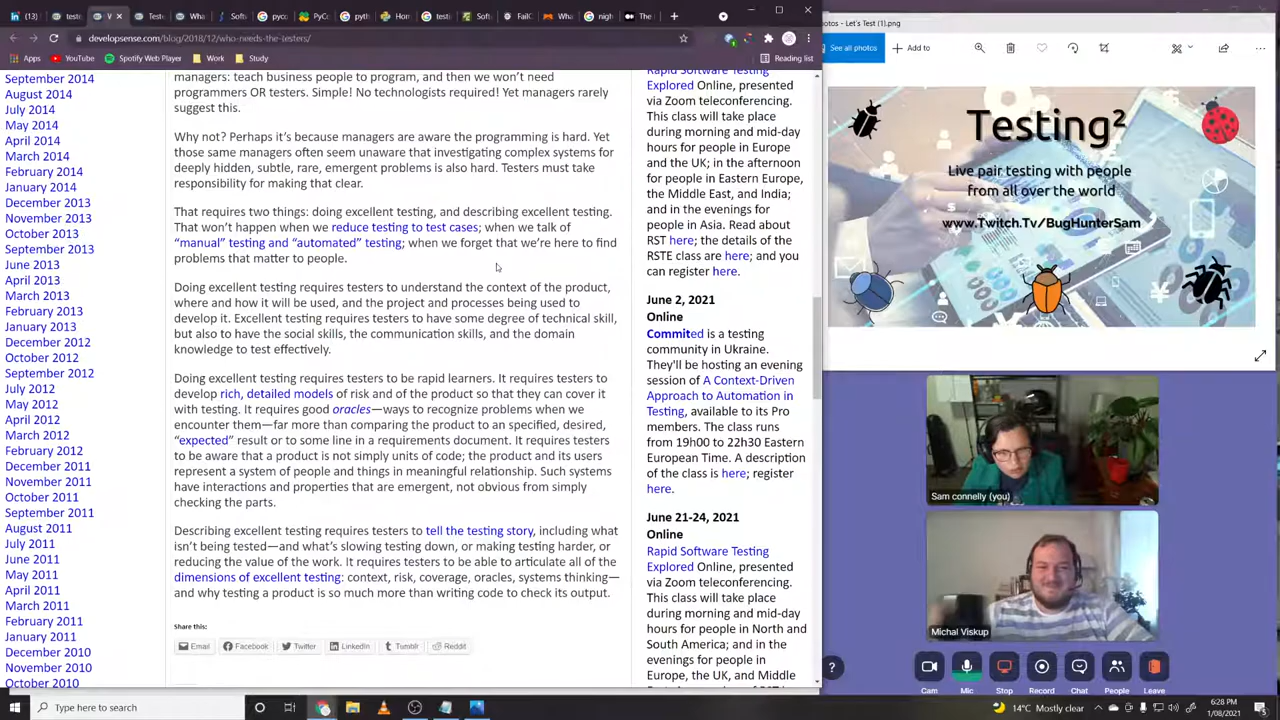 (13)
teste
V
Teste
Wha
Softw
pyco
PyCo
pyth
Hom
test
Soft
FailC
Wha
nigh
The
developsense.com/blog/2018/12/who-needs-the-testers/
Apps
YouTube
Spotify Web Player
Work
Study
Reading list
September 2014
August 2014
July 2014
May 2014
April 2014
March 2014
February 2014
January 2014
December 2013
November 2013
October 2013
September 2013
June 2013
April 2013
March 2013
February 2013
January 2013
December 2012
October 2012
September 2012
July 2012
May 2012
April 2012
March 2012
February 2012
December 2011
November 2011
October 2011
September 2011
August 2011
July 2011
June 2011
May 2011
April 2011
March 2011
February 2011
January 2011
December 2010
November 2010
October 2010
managers: teach business people to program, and then we won't need
programmers OR testers. Simple! No technologists required! Yet managers rarely
suggest this.
Why not? Perhaps it's because managers are aware the programming is hard. Yet
those same managers often seem unaware that investigating complex systems for
deeply hidden, subtle, rare, emergent problems is also hard. Testers must take
responsibility for making that clear.
That requires two things: doing excellent testing, and describing excellent testing.
That won't happen when we reduce testing to test cases; when we talk of
“manual” testing and “automated” testing; when we forget that we're here to find
problems that matter to people.
Doing excellent testing requires testers to understand the context of the product,
where and how it will be used, and the project and processes being used to
develop it. Excellent testing requires testers to have some degree of technical skill,
but also to have the social skills, the communication skills, and the domain
knowledge to test effectively.
Doing excellent testing requires testers to be rapid learners. It requires testers to
develop rich, detailed models of risk and of the product so that they can cover it
with testing. It requires good oracles—ways to recognize problems when we
encounter them—far more than comparing the product to an specified, desired,
“expected” result or to some line in a requirements document. It requires testers
to be aware that a product is not simply units of code; the product and its users
represent a system of people and things in meaningful relationship. Such systems
have interactions and properties that are emergent, not obvious from simply
checking the parts.
Describing excellent testing requires testers to tell the testing story, including what
isn't being tested—and what's slowing testing down, or making testing harder, or
reducing the value of the work. It requires testers to be able to articulate all of the
dimensions of excellent testing: context, risk, coverage, oracles, systems thinking—
and why testing a product is so much more than writing code to check its output.
Share this:
Email
Facebook
Twitter
LinkedIn
Tumblr
Reddit
Rapid Software Testing
Explored Online, presented
via Zoom teleconferencing.
This class will take place
during morning and mid-day
hours for people in Europe
and the UK; in the afternoon
for people in Eastern Europe,
the Middle East, and India;
and in the evenings for
people in Asia. Read about
RST here; the details of the
RSTE class are here; and you
can register here.
June 2, 2021
Online
Commited is a testing
community in Ukraine.
They'll be hosting an evening
session of A Context-Driven
Approach to Automation in
Testing, available to its Pro
members. The class runs
from 19h00 to 22h30 Eastern
European Time. A description
of the class is here; register
here.
June 21-24, 2021
Online
Rapid Software Testing
Explored Online, presented
via Zoom teleconferencing.
This class will take place
during morning and mid-day
hours for people in North and
South America; and in the
evenings for people in
Europe, the UK, and Middle
otos - Let's Test (1).png
See all photos
Add to
Testing²
Live pair testing with people
from all over the world
www.Twitch.Tv/BugHunterSam
Sam connelly (you)
Michal Viskup
?
Cam
Mic
Stop
Record
Chat
People
Leave
Type here to search
14°C Mostly clear
6:28 PM
1/08/2021